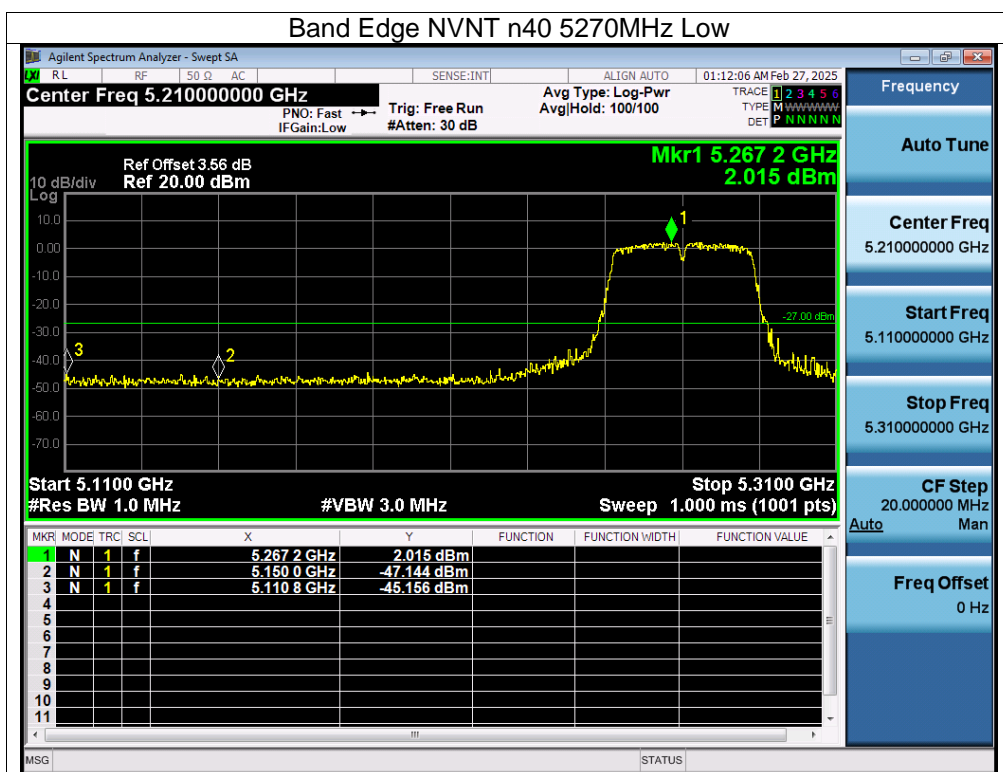 Band Edge NVNT n40 5270MHz Low
Agilent Spectrum Analyzer - Swept SA
LXI RL RF 50 Ω AC SENSE:INT ALIGN AUTO 01:12:06 AM Feb 27, 2025
Center Freq 5.210000000 GHz
PNO: Fast
IFGain:Low
Trig: Free Run
#Atten: 30 dB
Avg Type: Log-Pwr
Avg|Hold: 100/100
TRACE 1 2 3 4 5 6
TYPE M WWWWW
DET P N N N N N
Mkr1 5.267 2 GHz
2.015 dBm
Ref Offset 3.56 dB
10 dB/div Ref 20.00 dBm
Log
10.0
0.00
-10.0
-20.0
-30.0
-40.0
-50.0
-60.0
-70.0
1
2
3
-27.00 dBm
Start 5.1100 GHz Stop 5.3100 GHz
#Res BW 1.0 MHz #VBW 3.0 MHz Sweep 1.000 ms (1001 pts)
MKR MODE TRC SCL X Y FUNCTION FUNCTION WIDTH FUNCTION VALUE
1 N 1 f 5.267 2 GHz 2.015 dBm
2 N 1 f 5.150 0 GHz -47.144 dBm
3 N 1 f 5.110 8 GHz -45.156 dBm
4
5
6
7
8
9
10
11
MSG STATUS
Frequency
Auto Tune
Center Freq
5.210000000 GHz
Start Freq
5.110000000 GHz
Stop Freq
5.310000000 GHz
CF Step
20.000000 MHz
Auto Man
Freq Offset
0 Hz